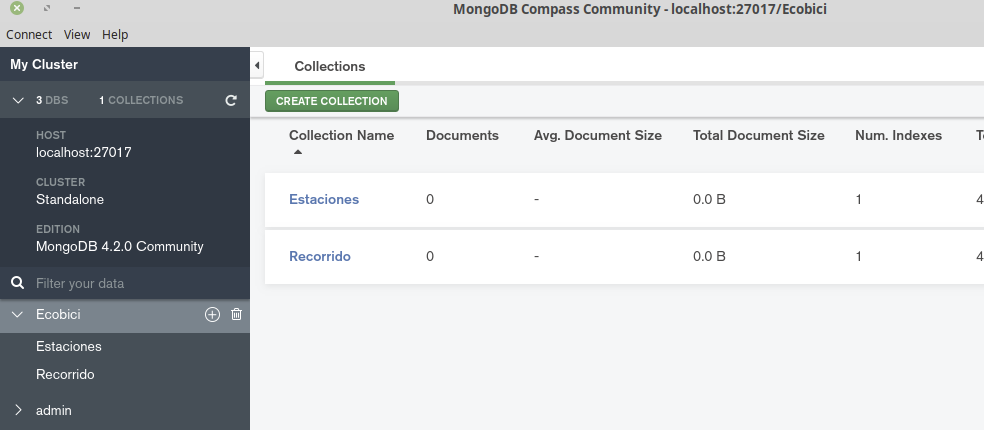 MongoDB Compass Community - localhost:27017/Ecobici
Connect View Help
My Cluster
3 DBS 1 COLLECTIONS
HOST
localhost:27017
CLUSTER
Standalone
EDITION
MongoDB 4.2.0 Community
Filter your data
Ecobici
Estaciones
Recorrido
admin
Collections
CREATE COLLECTION
Collection Name Documents Avg. Document Size Total Document Size Num. Indexes
Estaciones 0 - 0.0 B 1 4
Recorrido 0 - 0.0 B 1 4